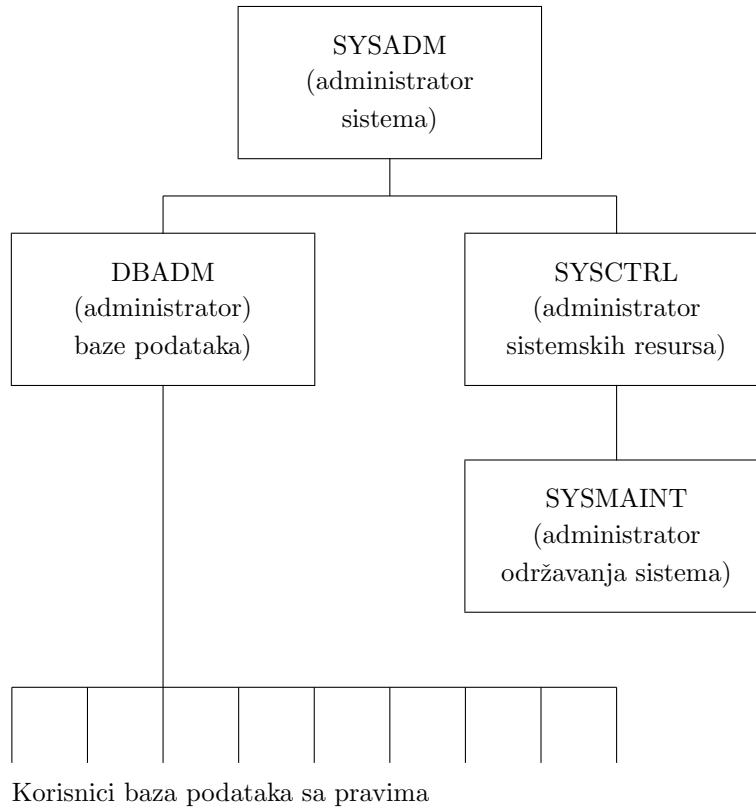 SYSADM
(administrator
sistema)
DBADM
(administrator)
baze podataka)
SYSCTRL
(administrator
sistemskih resursa)
SYSMAINT
(administrator
održavanja sistema)
Korisnici baza podataka sa pravima